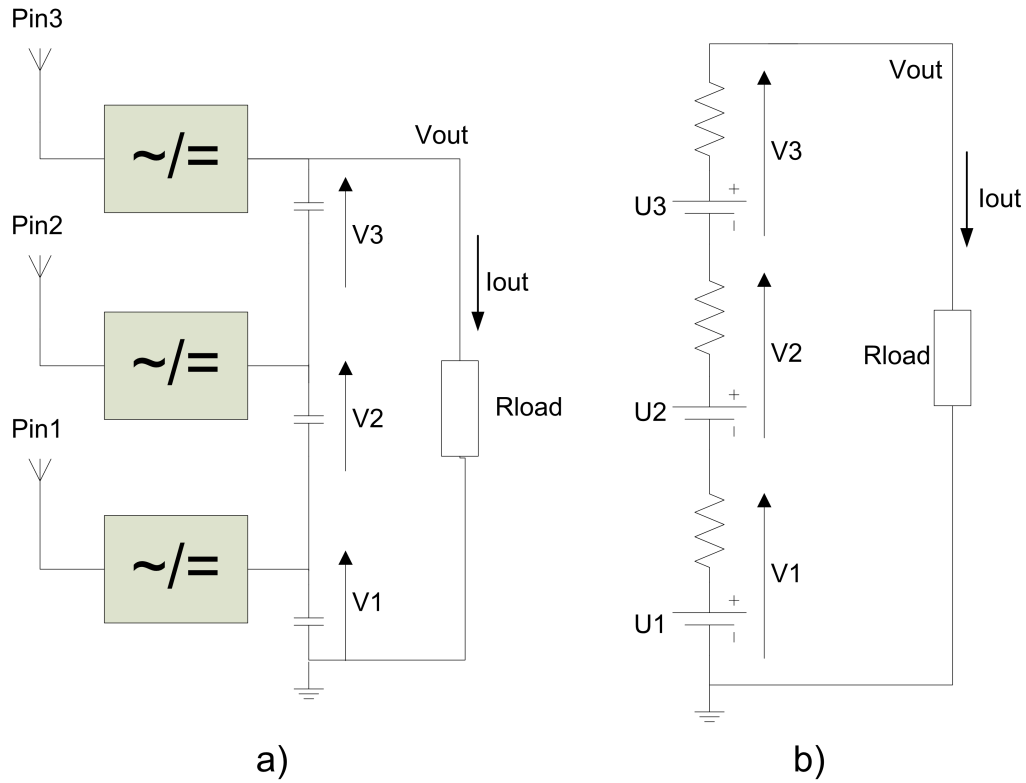 Pin3
~/=
Vout
V3
Pin2
Iout
~/=
V2
Rload
Pin1
~/=
V1
a)
Vout
V3
U3
+
-
Iout
V2
Rload
U2
+
-
V1
U1
+
-
b)